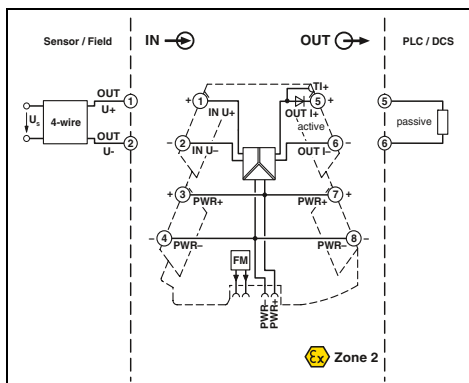 Sensor / Field
IN
OUT
PLC / DCS
OUT
U+
1
+ 1
IN U+
TI+
5 +
OUT I+
active
5
Us
4-wire
passive
OUT
U-
2
– 2
IN U–
6 –
OUT I–
6
+ 3
PWR+
7 +
PWR+
– 4
PWR–
8 –
PWR–
FM
PWR–
PWR+
Ex Zone 2